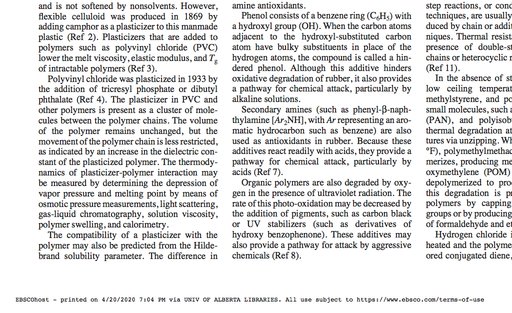 and is not softened by nonsolvents. However,
flexible celluloid was produced in 1869 by
adding camphor as a plasticizer to this manmade
plastic (Ref 2). Plasticizers that are added to
polymers such as polyvinyl chloride (PVC)
lower the melt viscosity, elastic modulus, and Tg
of intractable polymers (Ref 3).
Polyvinyl chloride was plasticized in 1933 by
the addition of tricresyl phosphate or dibutyl
phthalate (Ref 4). The plasticizer in PVC and
other polymers is present as a cluster of mole-
cules between the polymer chains. The volume
of the polymer remains unchanged, but the
movement of the polymer chain is less restricted,
as indicated by an increase in the dielectric con-
stant of the plasticized polymer. The thermody-
namics of plasticizer-polymer interaction may
be measured by determining the depression of
vapor pressure and melting point by means of
osmotic pressure measurements, light scattering,
gas-liquid chromatography, solution viscosity,
polymer swelling, and calorimetry.
The compatibility of a plasticizer with the
polymer may also be predicted from the Hilde-
brand solubility parameter. The difference in
amine antioxidants.
Phenol consists of a benzene ring (C6H5) with
a hydroxyl group (OH). When the carbon atoms
adjacent to the hydroxyl-substituted carbon
atom have bulky substituents in place of the
hydrogen atoms, the compound is called a hin-
dered phenol. Although this additive hinders
oxidative degradation of rubber, it also provides
a pathway for chemical attack, particularly by
alkaline solutions.
Secondary amines (such as phenyl-β-naph-
thylamine [Ar2NH], with Ar representing an aro-
matic hydrocarbon such as benzene) are also
used as antioxidants in rubber. Because these
additives react readily with acids, they provide a
pathway for chemical attack, particularly by
acids (Ref 7).
Organic polymers are also degraded by oxy-
gen in the presence of ultraviolet radiation. The
rate of this photo-oxidation may be decreased by
the addition of pigments, such as carbon black
or UV stabilizers (such as derivatives of
hydroxy benzophenone). These additives may
also provide a pathway for attack by aggressive
chemicals (Ref 8).
step reactions, or cond
techniques, are usually
duced by chain or addit
niques. Thermal resist
presence of double-st
chains or heterocyclic r
(Ref 11).
In the absence of st
low ceiling temperat
methylstyrene, and po
small molecules, such a
(PAN), and polyisob
thermal degradation at
tures via unzipping. Wh
°F), polymethylmethac
merizes, producing me
oxymethylene (POM)
depolymerized to pro
this degradation is pr
polymers by capping
groups or by producing
of formaldehyde and et
Hydrogen chloride i
heated and the polyme
ored conjugated diene,
EBSCOhost - printed on 4/20/2020 7:04 PM via UNIV OF ALBERTA LIBRARIES. All use subject to https://www.ebsco.com/terms-of-use